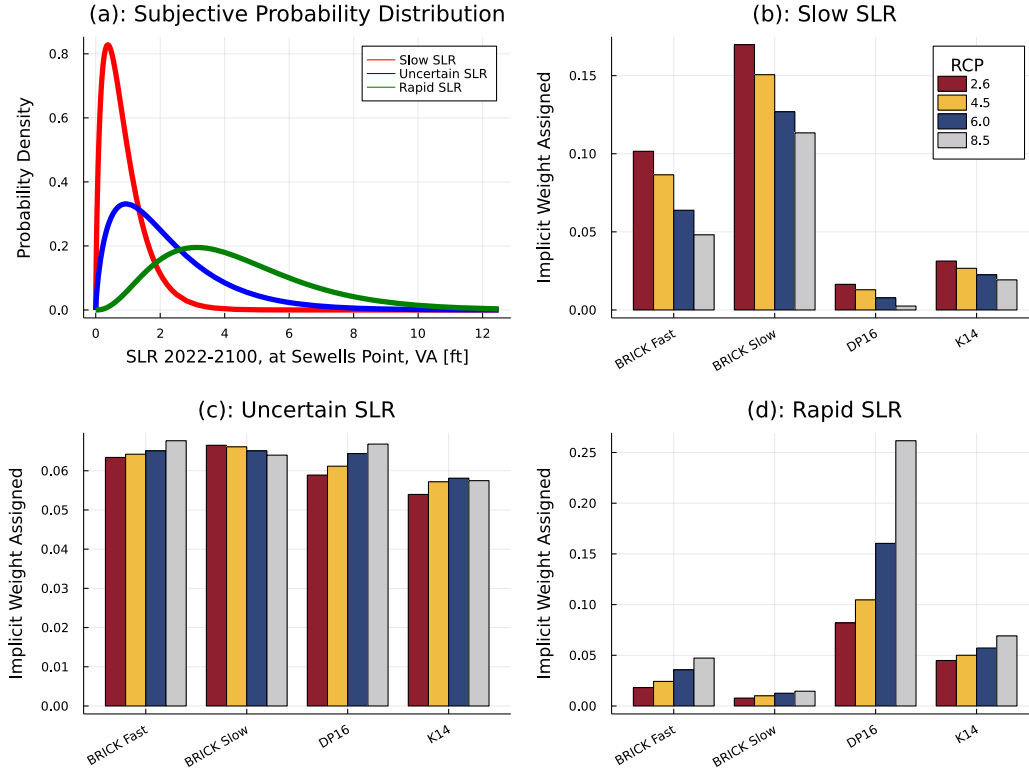 (a): Subjective Probability Distribution
Probability Density
0.8
0.6
0.4
0.2
0.0
Slow SLR
Uncertain SLR
Rapid SLR
0 2 4 6 8 10 12
SLR 2022-2100, at Sewells Point, VA [ft]
(b): Slow SLR
Implicit Weight Assigned
0.15
0.10
0.05
0.00
RCP
2.6
4.5
6.0
8.5
BRICK Fast BRICK Slow DP16 K14
(c): Uncertain SLR
Implicit Weight Assigned
0.06
0.05
0.04
0.03
0.02
0.01
0.00
BRICK Fast BRICK Slow DP16 K14
(d): Rapid SLR
Implicit Weight Assigned
0.25
0.20
0.15
0.10
0.05
0.00
BRICK Fast BRICK Slow DP16 K14